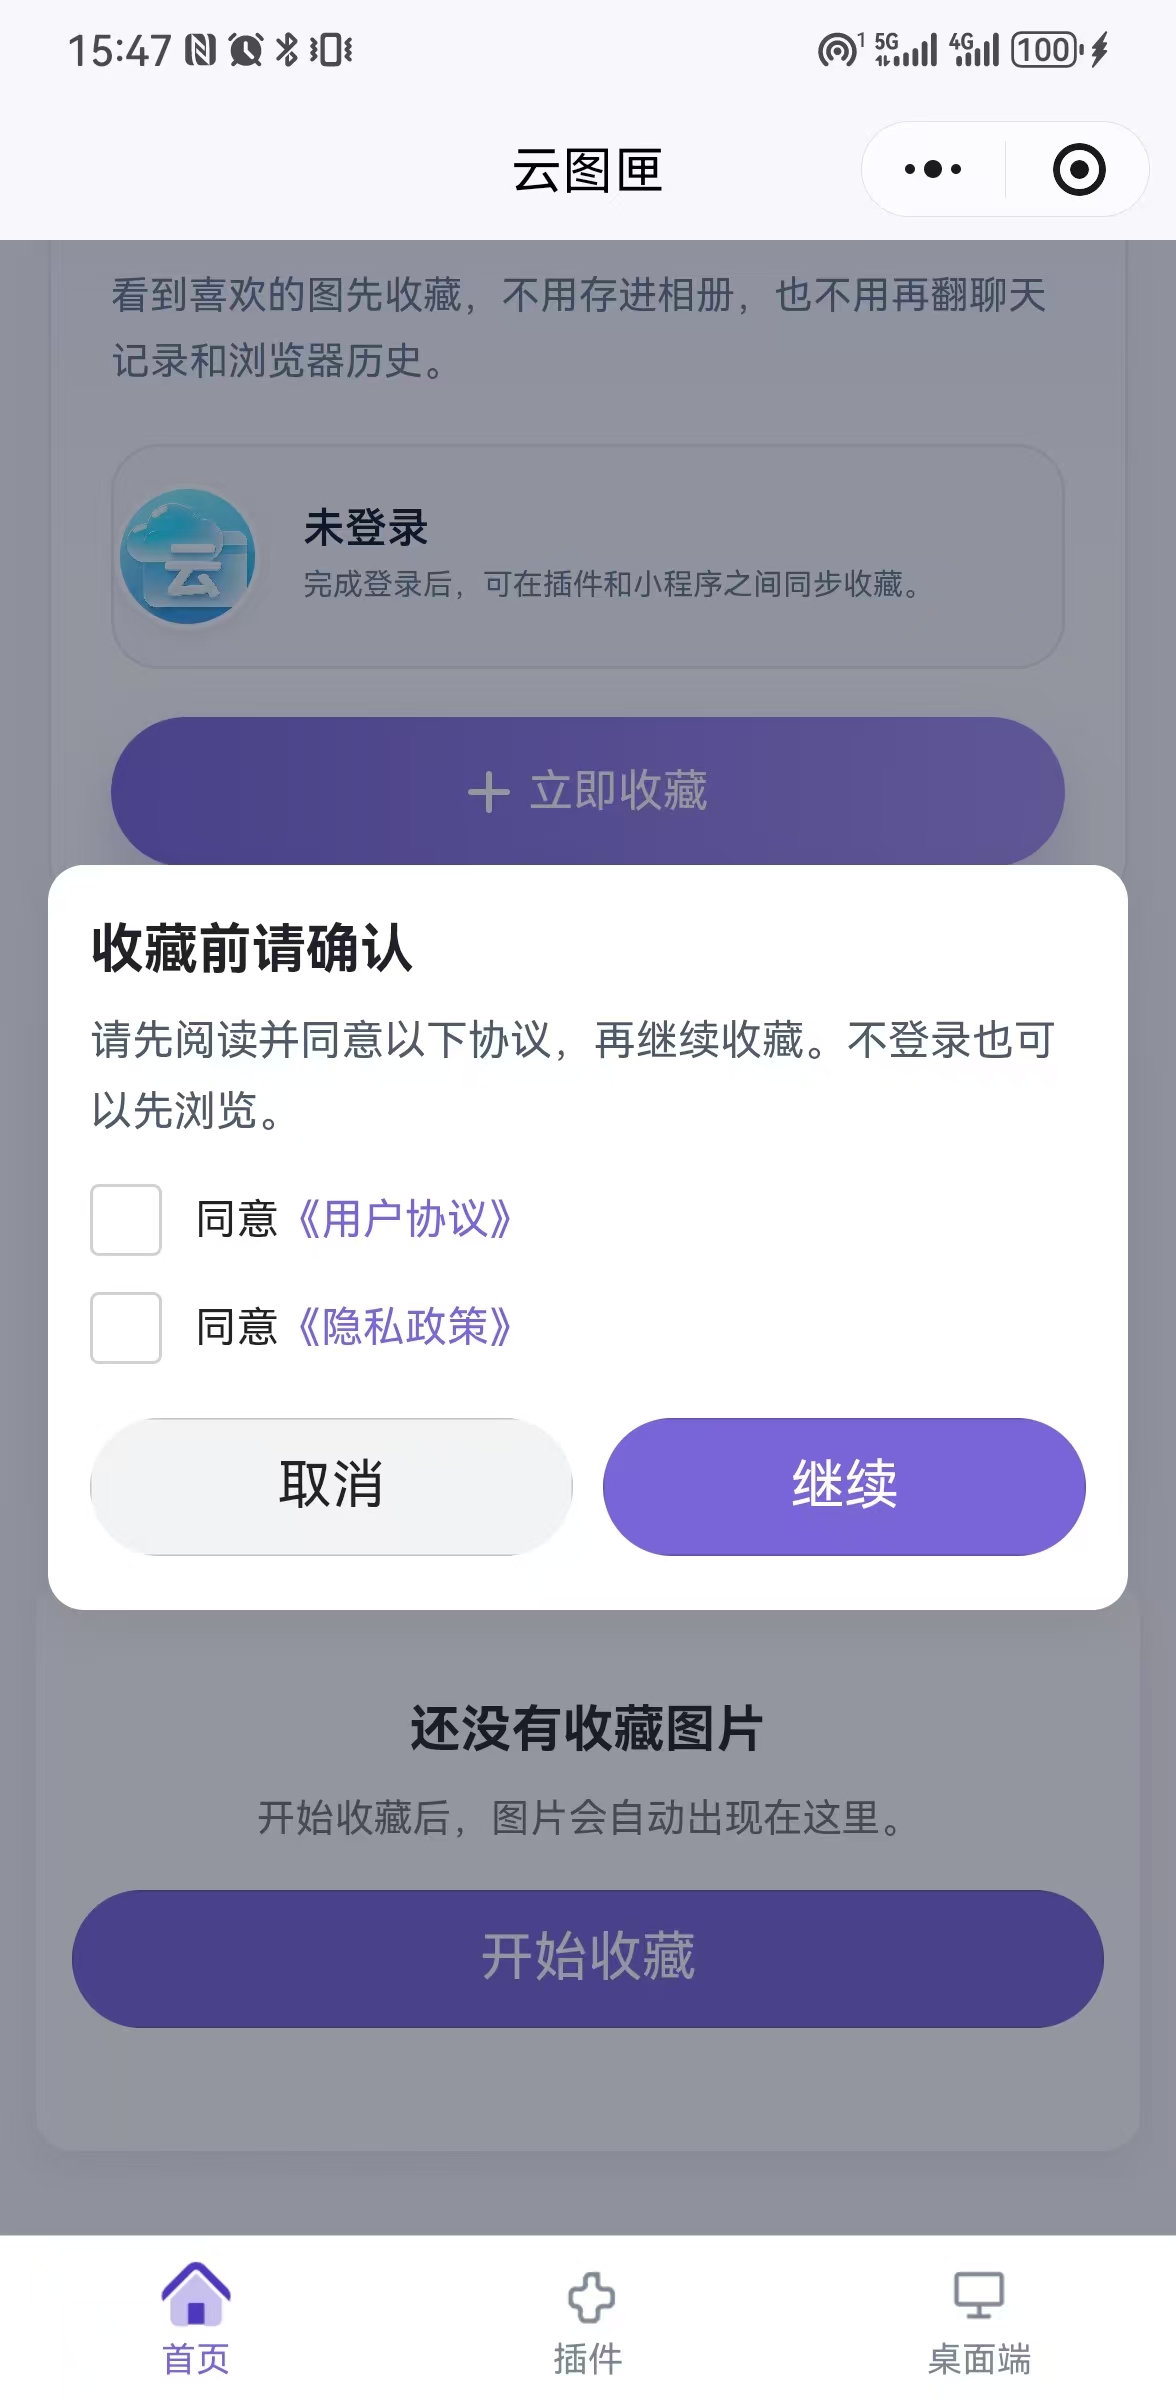 15:47
1 5G 4G 100
云图匣
看到喜欢的图先收藏，不用存进相册，也不用再翻聊天
记录和浏览器历史。
云
未登录
完成登录后，可在插件和小程序之间同步收藏。
立即收藏
收藏前请确认
请先阅读并同意以下协议，再继续收藏。不登录也可
以先浏览。
同意《用户协议》
同意《隐私政策》
取消
继续
还没有收藏图片
开始收藏后，图片会自动出现在这里。
开始收藏
首页
插件
桌面端